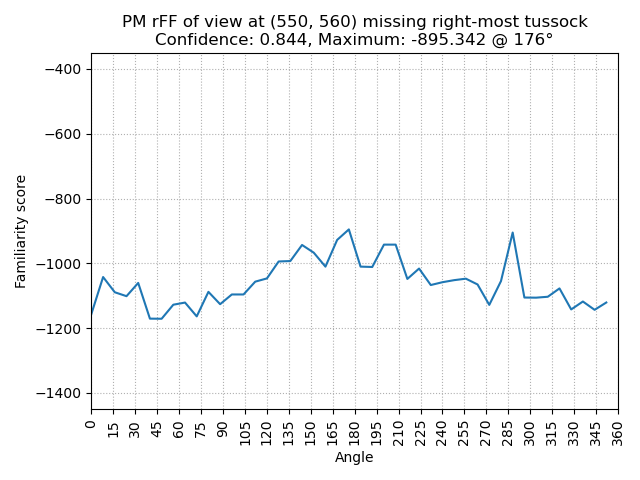 PM rFF of view at (550, 560) missing right-most tussock
Confidence: 0.844, Maximum: -895.342 @ 176°
Familiarity score
−400
−600
−800
−1000
−1200
−1400
0 15 30 45 60 75 90 105 120 135 150 165 180 195 210 225 240 255 270 285 300 315 330 345 360
Angle